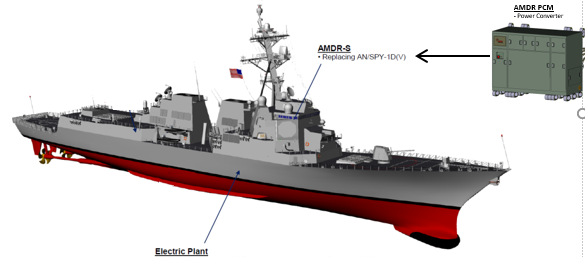 AMDR PCM
- Power Converter
AMDR-S
• Replacing AN/SPY-1D(V)
Electric Plant